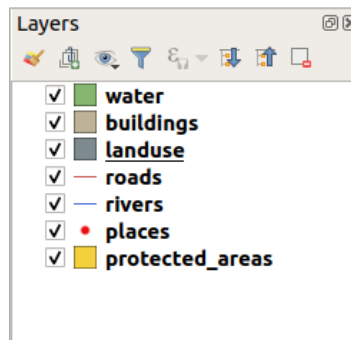 Layers
water
buildings
landuse
roads
rivers
places
protected_areas